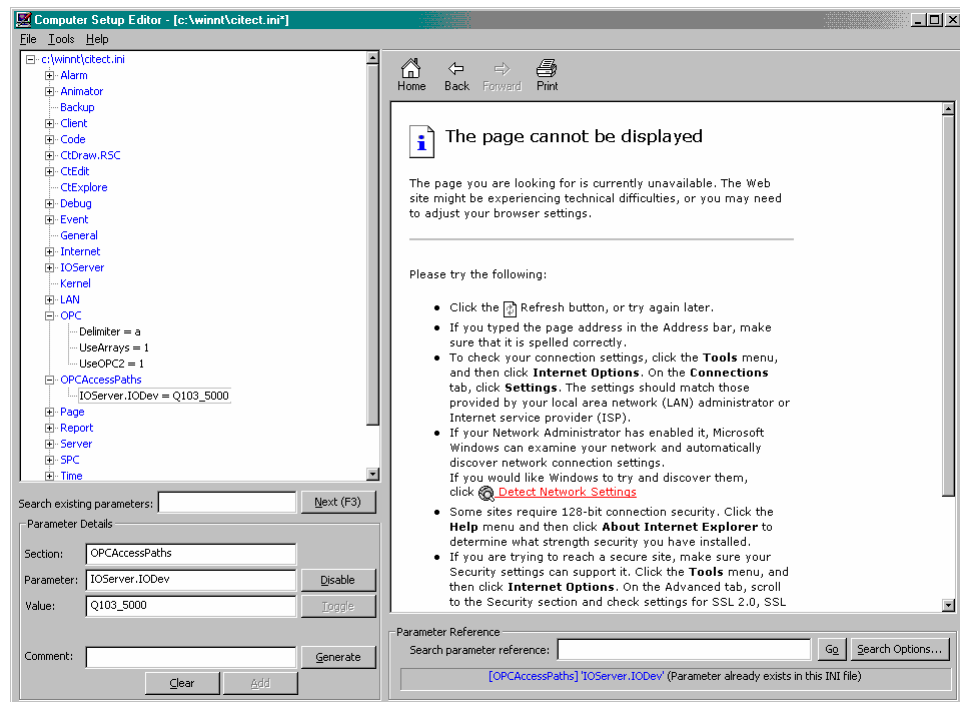 Computer Setup Editor - [c:\winnt\citect.ini*]
File Tools Help
c:\winnt\citect.ini
Alarm
Animator
Backup
Client
Code
CtDraw.RSC
CtEdit
CtExplore
Debug
Event
General
Internet
IOServer
Kernel
LAN
OPC
Delimiter = a
UseArrays = 1
UseOPC2 = 1
OPCAccessPaths
IOServer.IODev = Q103_5000
Page
Report
Server
SPC
Time
Search existing parameters:
Next (F3)
Parameter Details
Section: OPCAccessPaths
Parameter: IOServer.IODev Disable
Value: Q103_5000 Toggle
Comment: Generate
Clear Add
Home Back Forward Print
The page cannot be displayed
The page you are looking for is currently unavailable. The Web
site might be experiencing technical difficulties, or you may need
to adjust your browser settings.
Please try the following:
Click the Refresh button, or try again later.
If you typed the page address in the Address bar, make
sure that it is spelled correctly.
To check your connection settings, click the Tools menu,
and then click Internet Options. On the Connections
tab, click Settings. The settings should match those
provided by your local area network (LAN) administrator or
Internet service provider (ISP).
If your Network Administrator has enabled it, Microsoft
Windows can examine your network and automatically
discover network connection settings.
If you would like Windows to try and discover them,
click Detect Network Settings
Some sites require 128-bit connection security. Click the
Help menu and then click About Internet Explorer to
determine what strength security you have installed.
If you are trying to reach a secure site, make sure your
Security settings can support it. Click the Tools menu, and
then click Internet Options. On the Advanced tab, scroll
to the Security section and check settings for SSL 2.0, SSL
Parameter Reference
Search parameter reference: Go Search Options...
[OPCAccessPaths] 'IOServer.IODev' (Parameter already exists in this INI file)